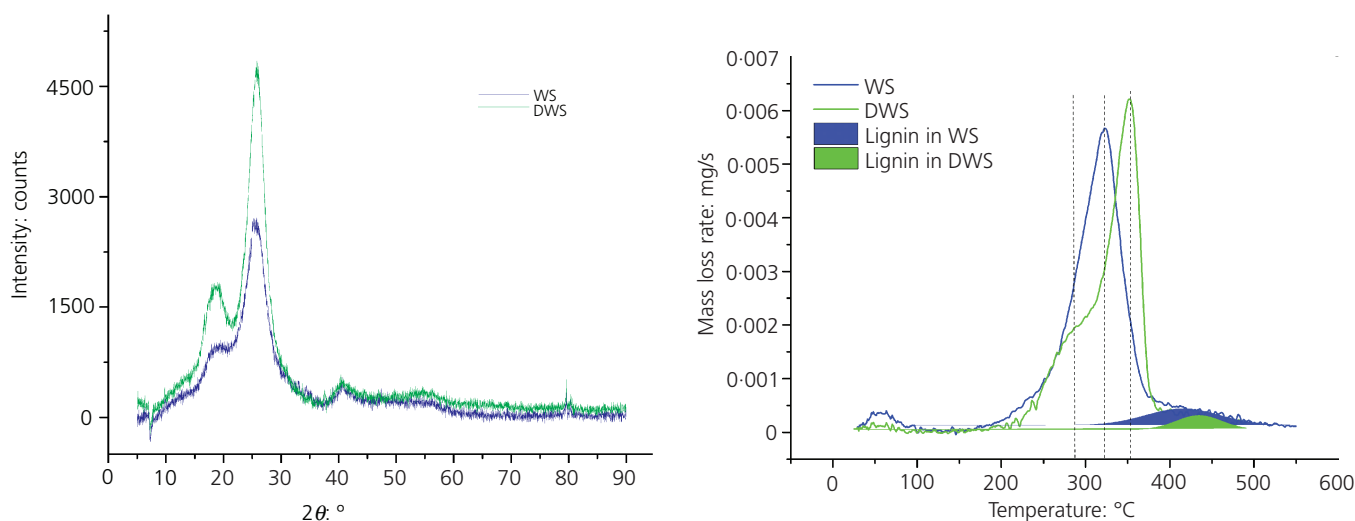 Intensity: counts
4500
3000
1500
0
WS
DWS
0 10 20 30 40 50 60 70 80 90
2θ: °
Mass loss rate: mg/s
0·007
0·006
0·005
0·004
0·003
0·002
0·001
0
WS
DWS
Lignin in WS
Lignin in DWS
0 100 200 300 400 500 600
Temperature: °C